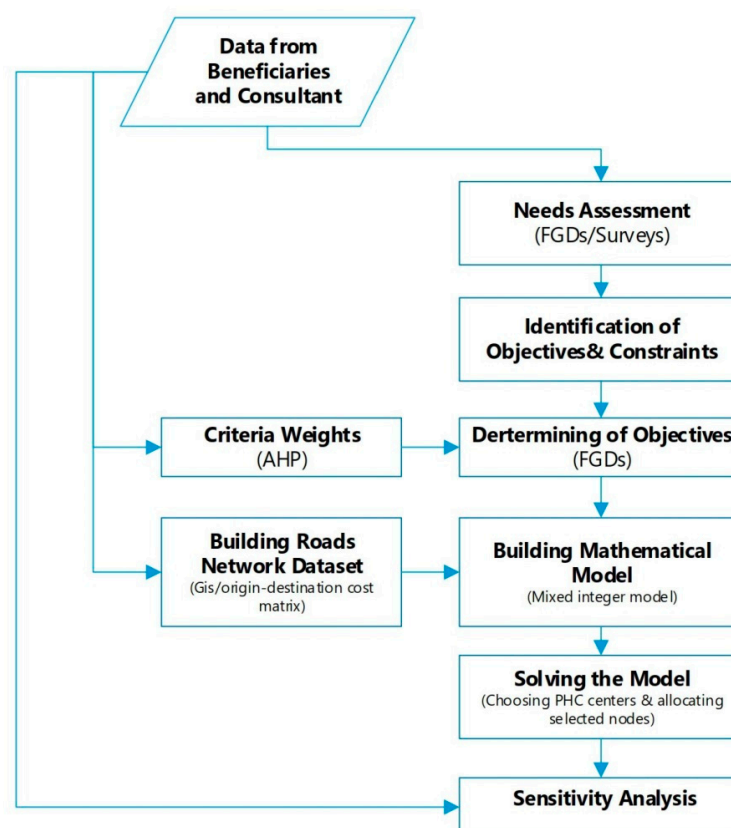 Data from
Beneficiaries
and Consultant
Needs Assessment
(FGDs/Surveys)
Identification of
Objectives& Constraints
Criteria Weights
(AHP)
Dertermining of Objectives
(FGDs)
Building Roads
Network Dataset
(Gis/origin-destination cost
matrix)
Building Mathematical
Model
(Mixed integer model)
Solving the Model
(Choosing PHC centers & allocating
selected nodes)
Sensitivity Analysis